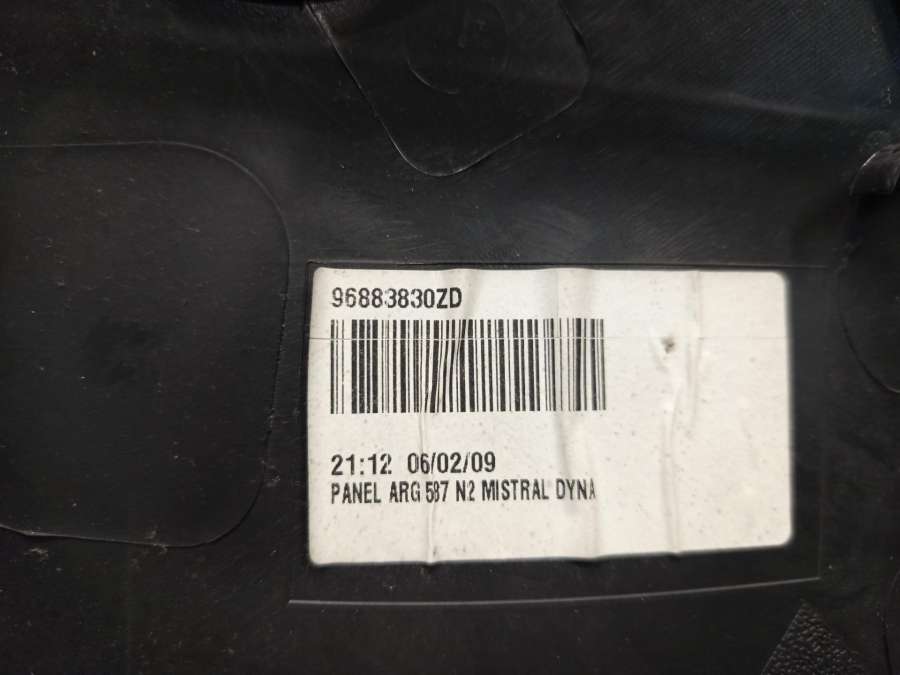 96883830ZD
21:12 06/02/09
PANEL ARG 587 N2 MISTRAL DYNA